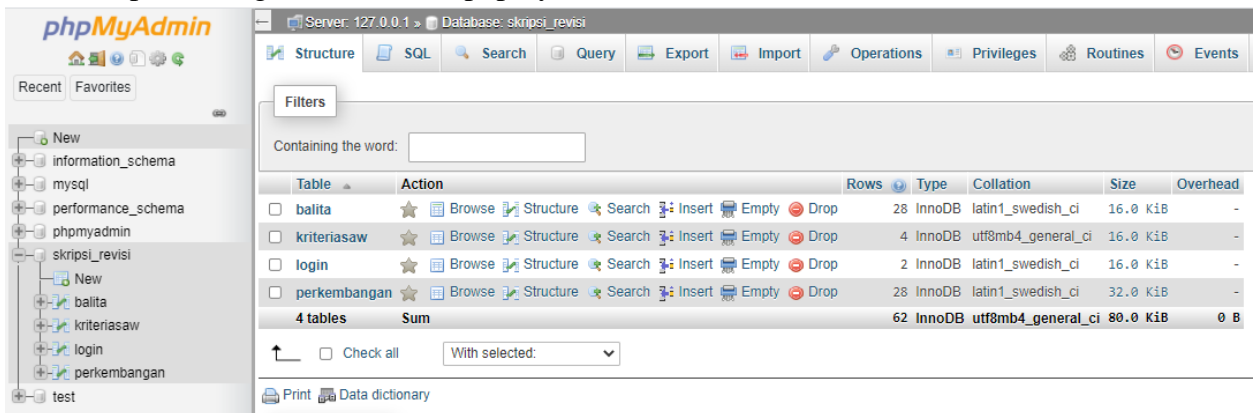 phpMyAdmin
Recent Favorites
New
information_schema
mysql
performance_schema
phpmyadmin
skripsi_revisi
New
balita
kriteriasaw
login
perkembangan
test
Server: 127.0.0.1 » Database: skripsi_revisi
Structure SQL Search Query Export Import Operations Privileges Routines Events
Filters
Containing the word:
Table Action Rows Type Collation Size Overhead
balita Browse Structure Search Insert Empty Drop 28 InnoDB latin1_swedish_ci 16.0 KiB -
kriteriasaw Browse Structure Search Insert Empty Drop 4 InnoDB utf8mb4_general_ci 16.0 KiB -
login Browse Structure Search Insert Empty Drop 2 InnoDB latin1_swedish_ci 16.0 KiB -
perkembangan Browse Structure Search Insert Empty Drop 28 InnoDB latin1_swedish_ci 32.0 KiB -
4 tables Sum 62 InnoDB utf8mb4_general_ci 80.0 KiB 0 B
Check all With selected:
Print Data dictionary